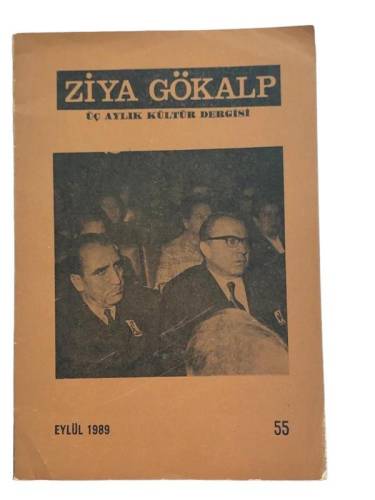 ZİYA GÖKALP
ÜÇ AYLIK KÜLTÜR DERGİSİ
EYLÜL 1989
55